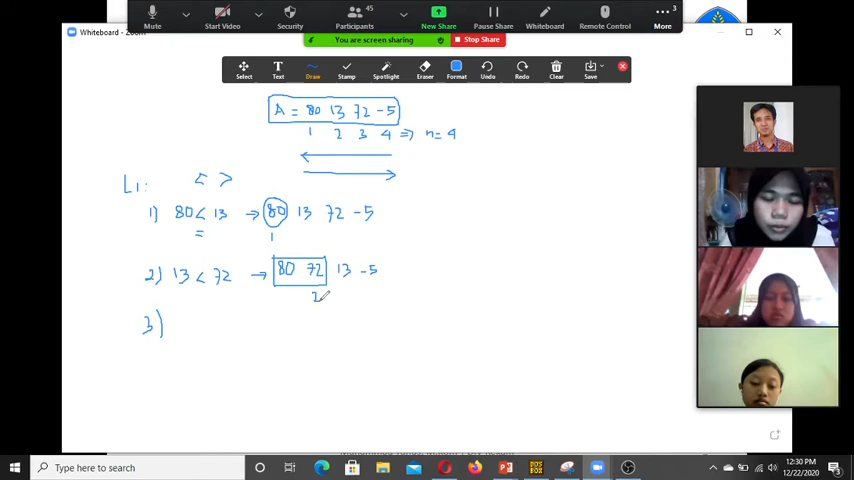 Mute
Start Video
Security
45
Participants
New Share
Pause Share
Whiteboard
Remote Control
3
More
Whiteboard - Zoom
You are screen sharing
Stop Share
Select
Text
Draw
Stamp
Spotlight
Eraser
Format
Undo
Redo
Clear
Save
A = 80 13 72 -5
1 2 3 4 ⇒ n=4
L1: < >
1) 80 < 13 → 80 13 72 -5
= 1
2) 13 < 72 → 80 72 13 -5
2
3)
Type here to search
12:30 PM
12/22/2020